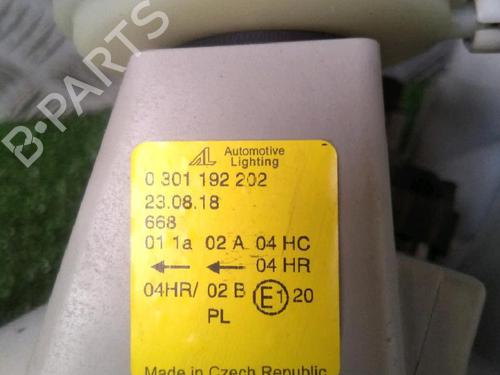 B-PARTS
AL Automotive
Lighting
0 301 192 202
23.08.18
668
01 1a 02 A 04 HC
← ← 04 HR
04HR/ 02 B E1 20
PL
Made in Czech Republic